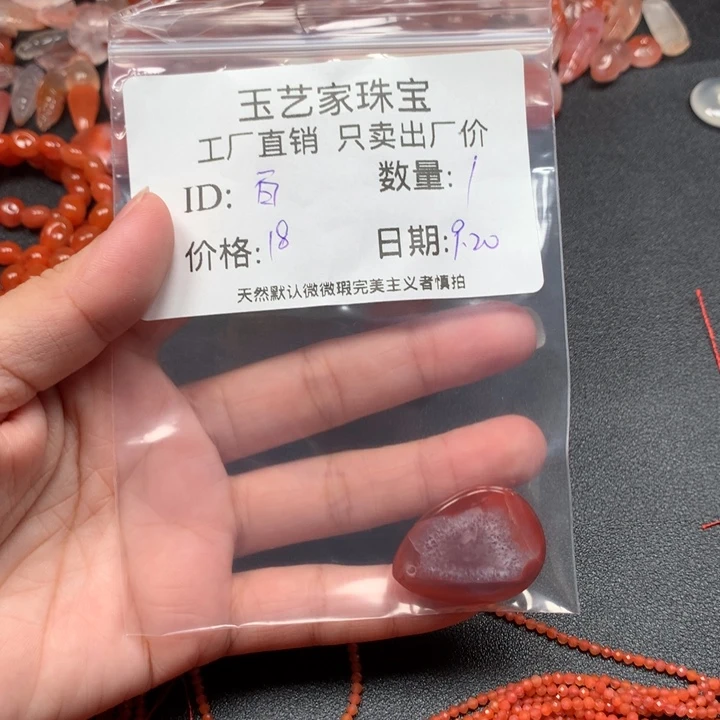 玉艺家珠宝
工厂直销 只卖出厂价
ID: 百 数量: 1
价格: 18 日期: 9.20
天然默认微微瑕完美主义者慎拍